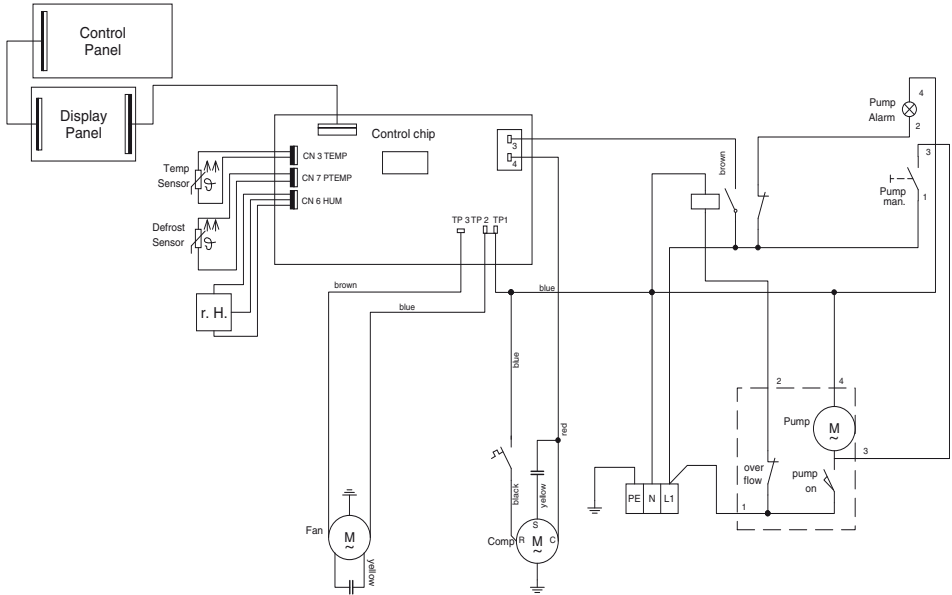 Control
Panel
Display
Panel
Control chip
3
4
CN 3 TEMP
CN 7 PTEMP
CN 6 HUM
Temp
Sensor
ϑ
Defrost
Sensor
ϑ
r. H.
TP 3 TP 2 TP1
brown
blue
blue
brown
Pump
Alarm
4
2
3
Pump
man.
1
blue
red
black
yellow
S
R M C
~
Comp
Fan
M
~
yellow
PE N L1
2
4
Pump
M
~
3
over
flow
pump
on
1